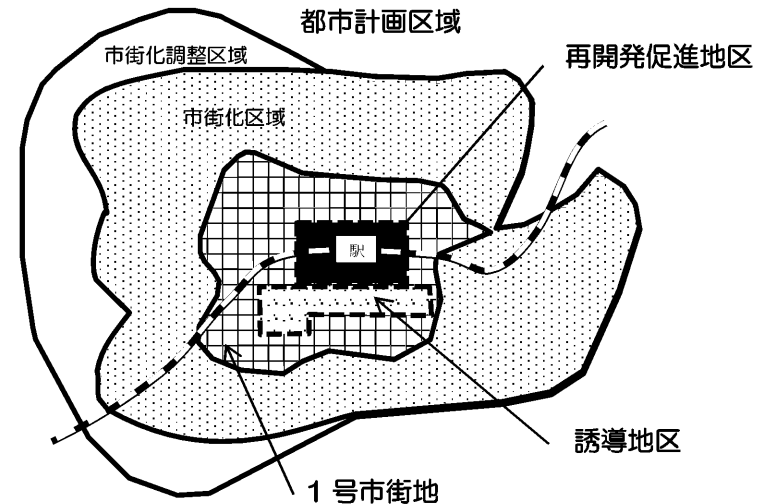 都市計画区域
市街化調整区域
再開発促進地区
市街化区域
駅
誘導地区
1号市街地